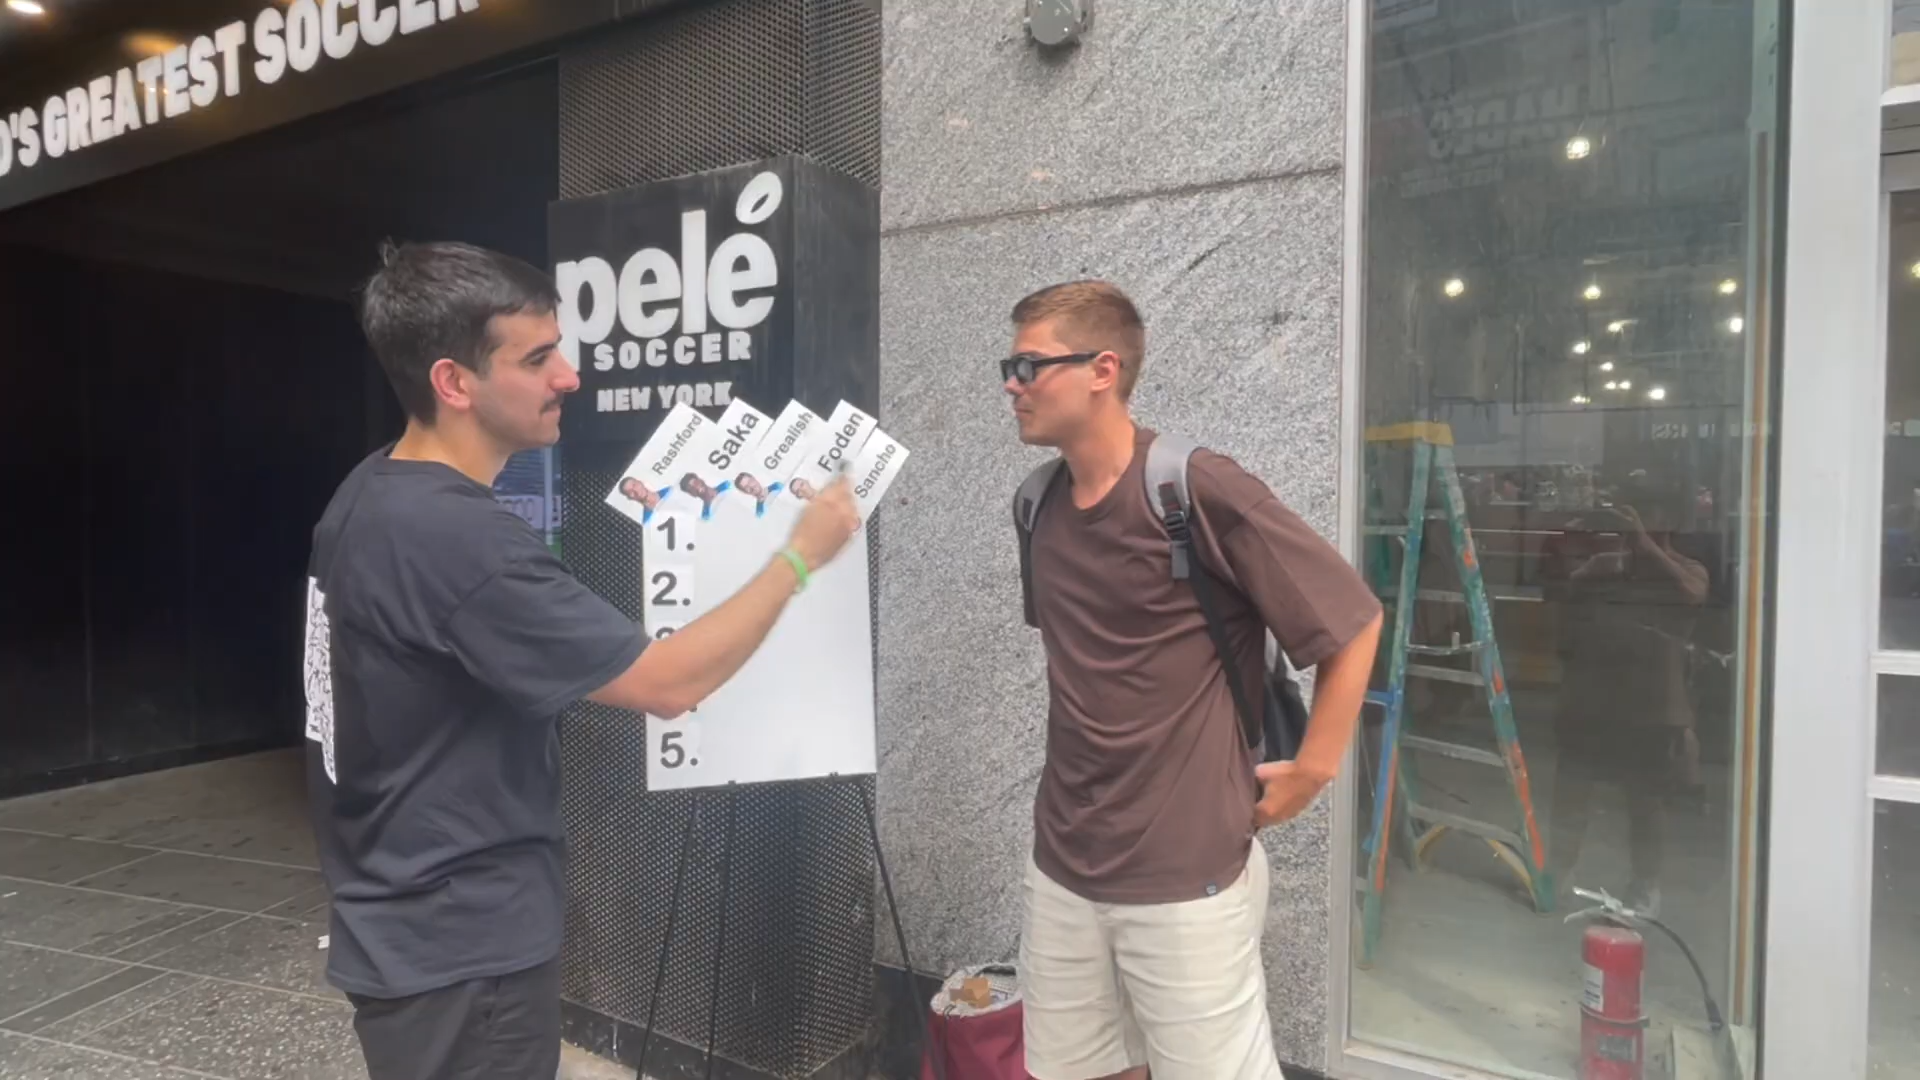 'S GREATEST SOCCER
pelé
SOCCER
NEW YORK
Rashford
Saka
Grealish
Foden
Sancho
1.
2.
5.